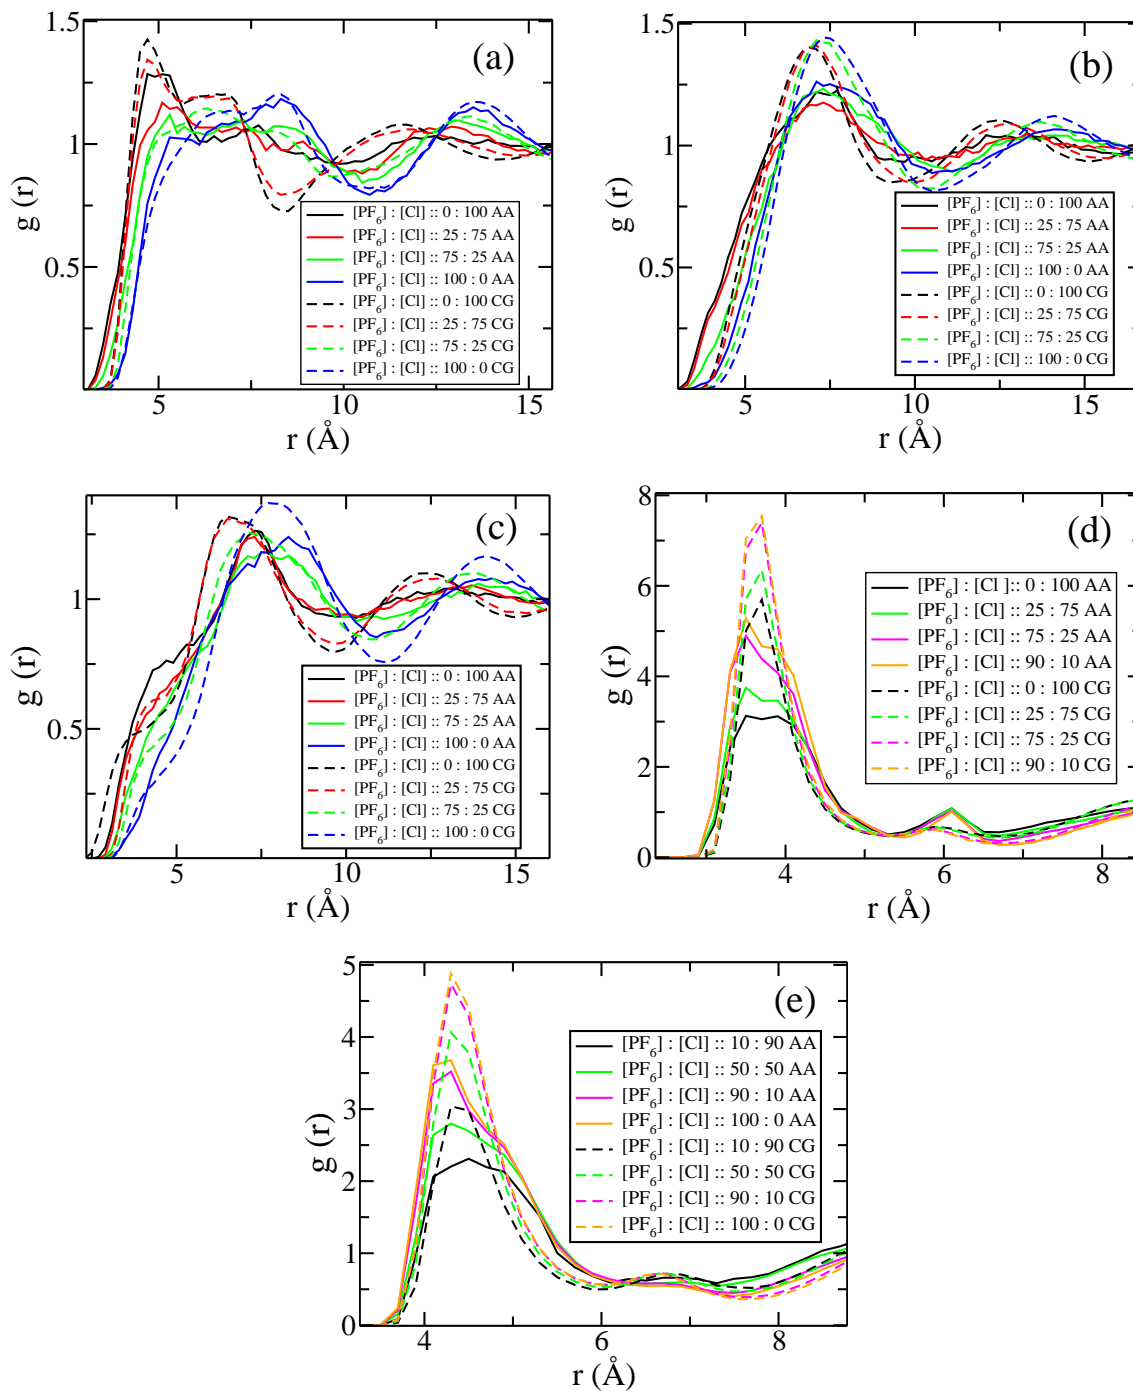 (a)
1.5
1
0.5
g (r)
[PF6] : [Cl] :: 0 : 100 AA
[PF6] : [Cl] :: 25 : 75 AA
[PF6] : [Cl] :: 75 : 25 AA
[PF6] : [Cl] :: 100 : 0 AA
[PF6] : [Cl] :: 0 : 100 CG
[PF6] : [Cl] :: 25 : 75 CG
[PF6] : [Cl] :: 75 : 25 CG
[PF6] : [Cl] :: 100 : 0 CG
5 10 15
r (Å)
(b)
1.5
1
0.5
0
g (r)
[PF6] : [Cl] :: 0 : 100 AA
[PF6] : [Cl] :: 25 : 75 AA
[PF6] : [Cl] :: 75 : 25 AA
[PF6] : [Cl] :: 100 : 0 AA
[PF6] : [Cl] :: 0 : 100 CG
[PF6] : [Cl] :: 25 : 75 CG
[PF6] : [Cl] :: 75 : 25 CG
[PF6] : [Cl] :: 100 : 0 CG
5 10 15
r (Å)
(c)
1
0.5
g (r)
[PF6] : [Cl] :: 0 : 100 AA
[PF6] : [Cl] :: 25 : 75 AA
[PF6] : [Cl] :: 75 : 25 AA
[PF6] : [Cl] :: 100 : 0 AA
[PF6] : [Cl] :: 0 : 100 CG
[PF6] : [Cl] :: 25 : 75 CG
[PF6] : [Cl] :: 75 : 25 CG
[PF6] : [Cl] :: 100 : 0 CG
5 10 15
r (Å)
(d)
8
6
4
2
0
g (r)
[PF6] : [Cl ] :: 0 : 100 AA
[PF6] : [Cl] :: 25 : 75 AA
[PF6] : [Cl] :: 75 : 25 AA
[PF6] : [Cl] :: 90 : 10 AA
[PF6] : [Cl] :: 0 : 100 CG
[PF6] : [Cl] :: 25 : 75 CG
[PF6] : [Cl] :: 75 : 25 CG
[PF6] : [Cl] :: 90 : 10 CG
4 6 8
r (Å)
(e)
5
4
3
2
1
0
g (r)
[PF6] : [Cl] :: 10 : 90 AA
[PF6] : [Cl] :: 50 : 50 AA
[PF6] : [Cl] :: 90 : 10 AA
[PF6] : [Cl] :: 100 : 0 AA
[PF6] : [Cl] :: 10 : 90 CG
[PF6] : [Cl] :: 50 : 50 CG
[PF6] : [Cl] :: 90 : 10 CG
[PF6] : [Cl] :: 100 : 0 CG
4 6 8
r (Å)